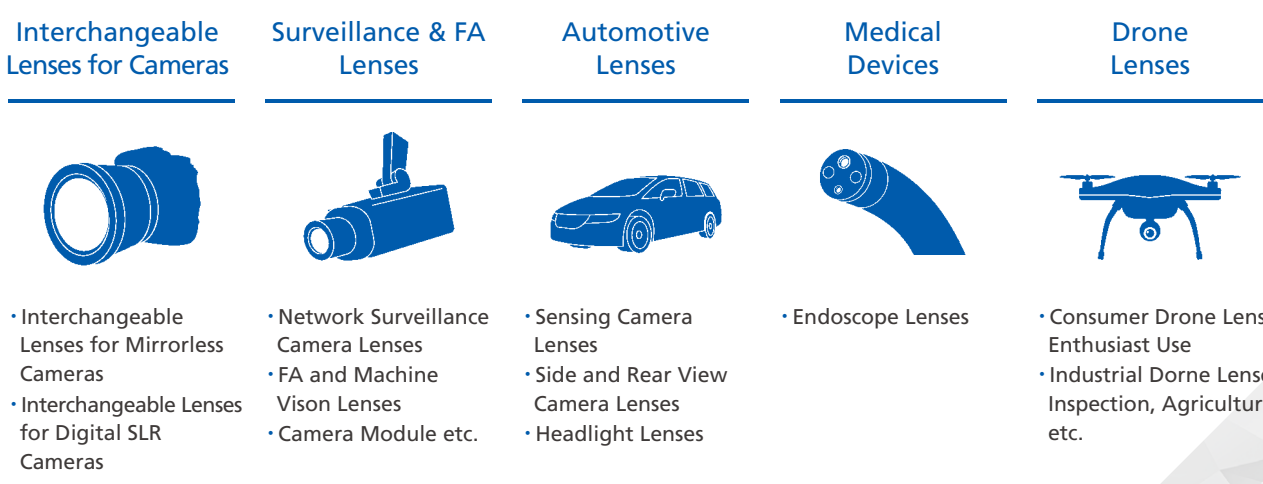 Interchangeable
Lenses for Cameras
・Interchangeable
Lenses for Mirrorless
Cameras
・Interchangeable Lenses
for Digital SLR
Cameras
Surveillance & FA
Lenses
・Network Surveillance
Camera Lenses
・FA and Machine
Vison Lenses
・Camera Module etc.
Automotive
Lenses
・Sensing Camera
Lenses
・Side and Rear View
Camera Lenses
・Headlight Lenses
Medical
Devices
・Endoscope Lenses
Drone
Lenses
・Consumer Drone Lens
Enthusiast Use
・Industrial Dorne Lense
Inspection, Agricultur
etc.